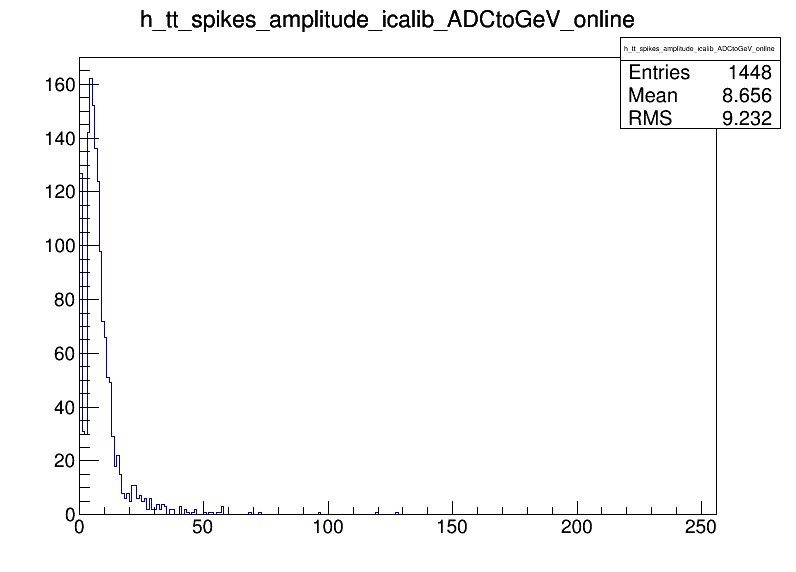 h_tt_spikes_amplitude_icalib_ADCtoGeV_online
h_tt_spikes_amplitude_icalib_ADCtoGeV_online
Entries 1448
Mean 8.656
RMS 9.232
160
140
120
100
80
60
40
20
0
0 50 100 150 200 250